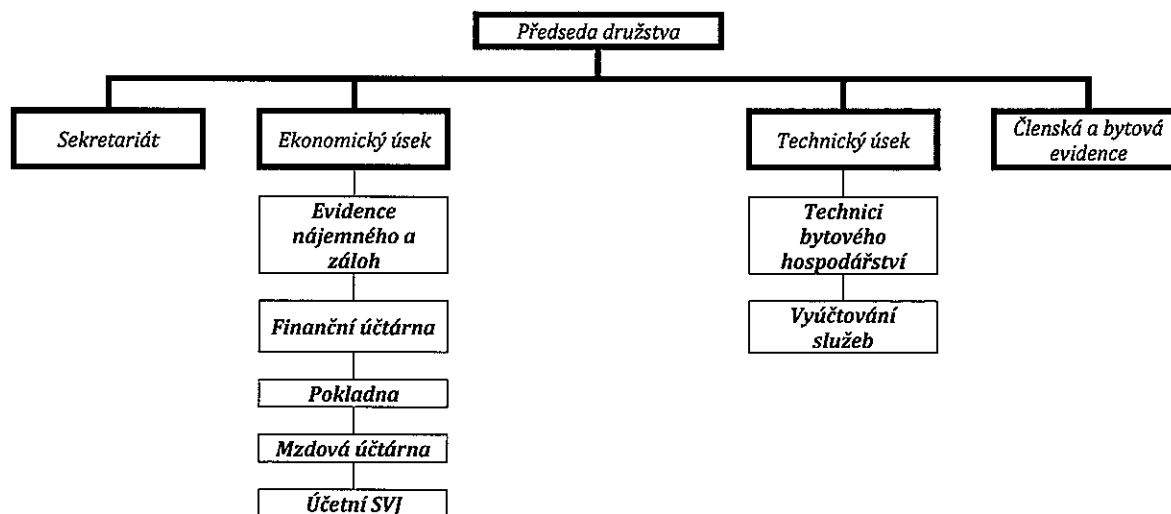 Předseda družstva
Sekretariát
Ekonomický úsek
Technický úsek
Členská a bytová
evidence
Evidence
nájemného a
záloh
Finanční účtárna
Pokladna
Mzdová účtárna
Účetní SVJ
Technici
bytového
hospodářství
Vyúčtování
služeb